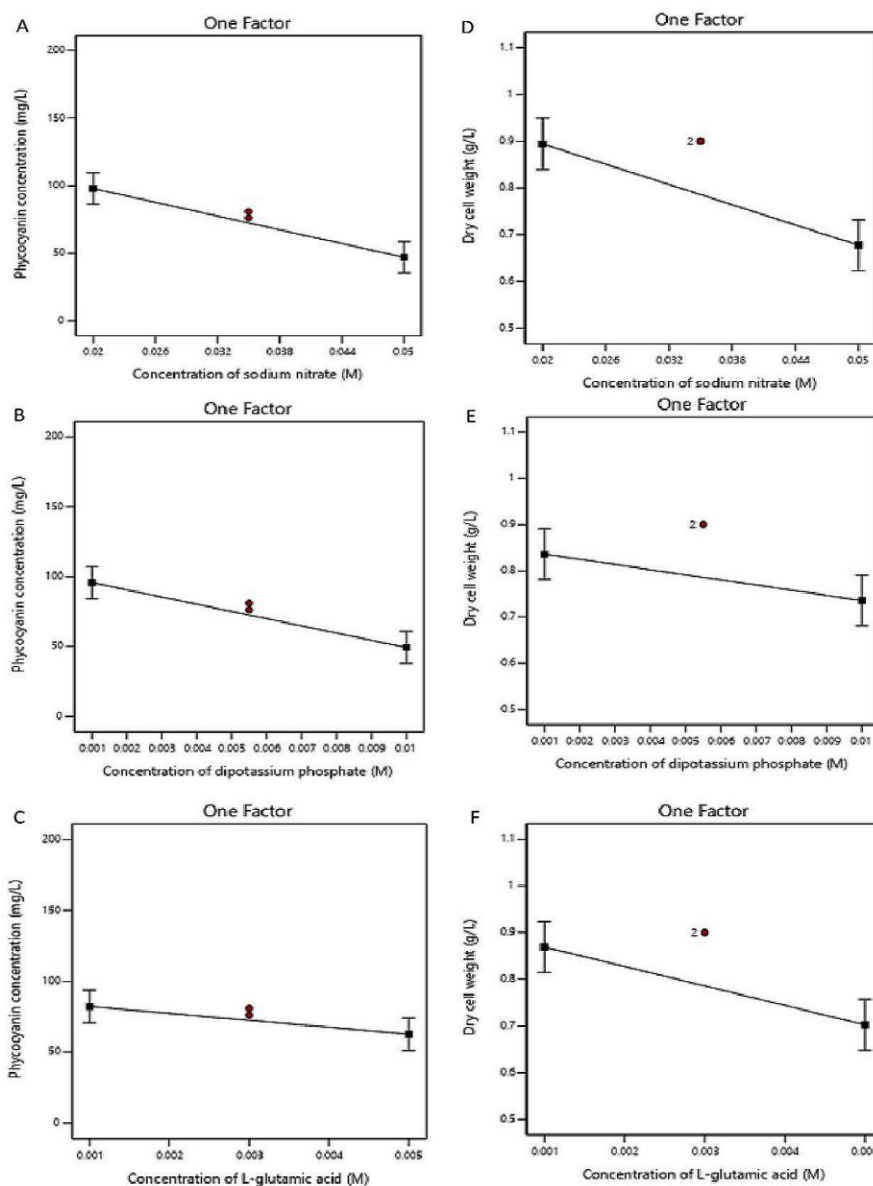 A
One Factor
Phycocyanin concentration (mg/L)
200
150
100
50
0
0.02 0.026 0.032 0.038 0.044 0.05
Concentration of sodium nitrate (M)
D
One Factor
Dry cell weight (g/L)
1.1
1
0.9
0.8
0.7
0.6
0.5
2
0.02 0.026 0.032 0.038 0.044 0.05
Concentration of sodium nitrate (M)
B
One Factor
Phycocyanin concentration (mg/L)
200
150
100
50
0
0.001 0.002 0.003 0.004 0.005 0.006 0.007 0.008 0.009 0.01
Concentration of dipotassium phosphate (M)
E
One Factor
Dry cell weight (g/L)
1.1
1
0.9
0.8
0.7
0.6
0.5
2
0.001 0.002 0.003 0.004 0.005 0.006 0.007 0.008 0.009 0.01
Concentration of dipotassium phosphate (M)
C
One Factor
Phycocyanin concentration (mg/L)
200
150
100
50
0
0.001 0.002 0.003 0.004 0.005
Concentration of L-glutamic acid (M)
F
One Factor
Dry cell weight (g/L)
1.1
1
0.9
0.8
0.7
0.6
0.5
2
0.001 0.002 0.003 0.004
Concentration of L-glutamic acid (M)